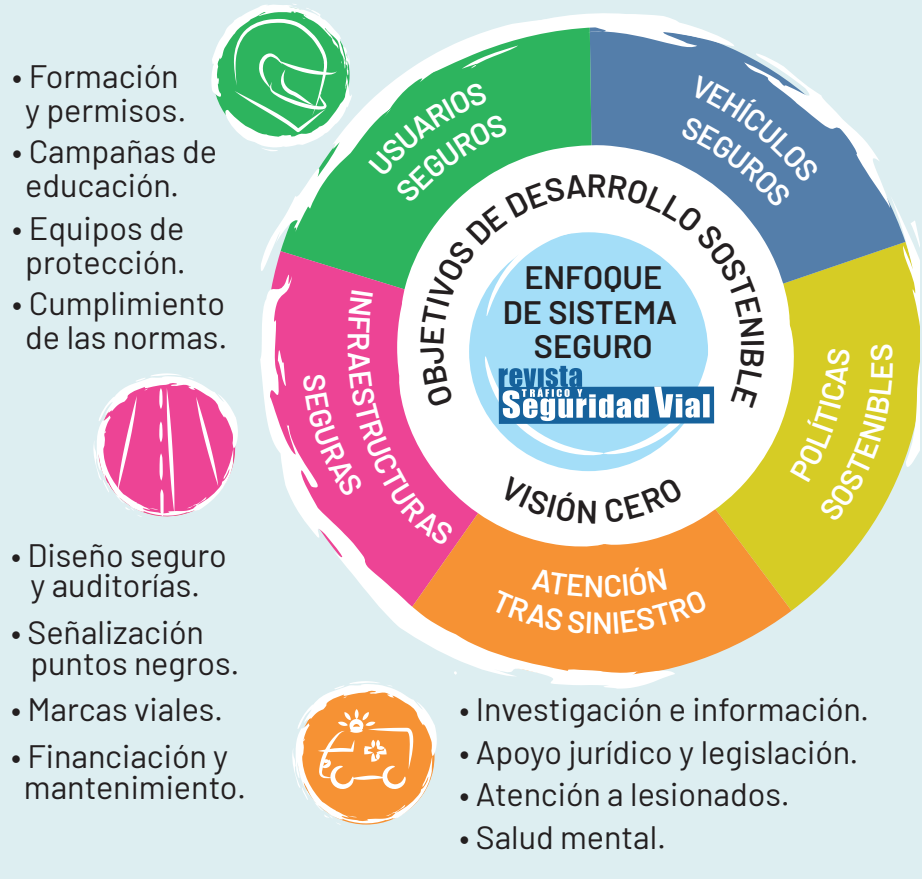 • Formación
y permisos.
• Campañas de
educación.
• Equipos de
protección.
• Cumplimiento
de las normas.
USUARIOS
SEGUROS
VEHÍCULOS
SEGUROS
POLÍTICAS
SOSTENIBLES
ATENCIÓN
TRAS SINIESTRO
INFRAESTRUCTURAS
SEGURAS
OBJETIVOS DE DESARROLLO SOSTENIBLE
VISIÓN CERO
ENFOQUE
DE SISTEMA
SEGURO
revista
TRÁFICO Y
Seguridad Vial
• Diseño seguro
y auditorías.
• Señalización
puntos negros.
• Marcas viales.
• Financiación y
mantenimiento.
• Investigación e información.
• Apoyo jurídico y legislación.
• Atención a lesionados.
• Salud mental.